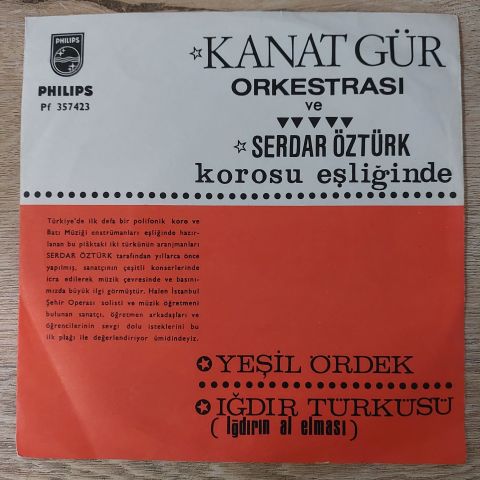 PHILIPS
PHILIPS
Pf 357423
KANAT GÜR
ORKESTRASI
ve
SERDAR ÖZTÜRK
korosu eşliğinde
Türkiye'de ilk defa bir polifonik koro ve
Batı Müziği enstrümanları eşliğinde hazır-
lanan bu plâktaki iki türkünün aranjmanları
SERDAR ÖZTÜRK tarafından yıllarca önce
yapılmış, sanatçının çeşitli konserlerinde
icra edilerek müzik çevresinde ve basını-
mızda büyük ilgi görmüştür. Halen İstanbul
Şehir Operası solisti ve müzik öğretmeni
bulunan sanatçı, öğretmen arkadaşları ve
öğrencilerinin sevgi dolu isteklerini bu
ilk plağı ile değerlendiriyor ümidindeyiz.
YEŞİL ÖRDEK
IĞDIR TÜRKÜSÜ
( Iğdırın al elması )